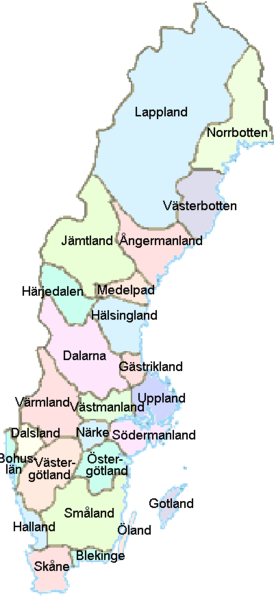 Lappland
Norrbotten
Västerbotten
Jämtland
Ångermanland
Härjedalen
Medelpad
Hälsingland
Dalarna
Gästrikland
Värmland
Västmanland
Uppland
Dalsland
Närke
Södermanland
Bohus-
län
Väster-
götland
Öster-
götland
Småland
Gotland
Halland
Öland
Blekinge
Skåne